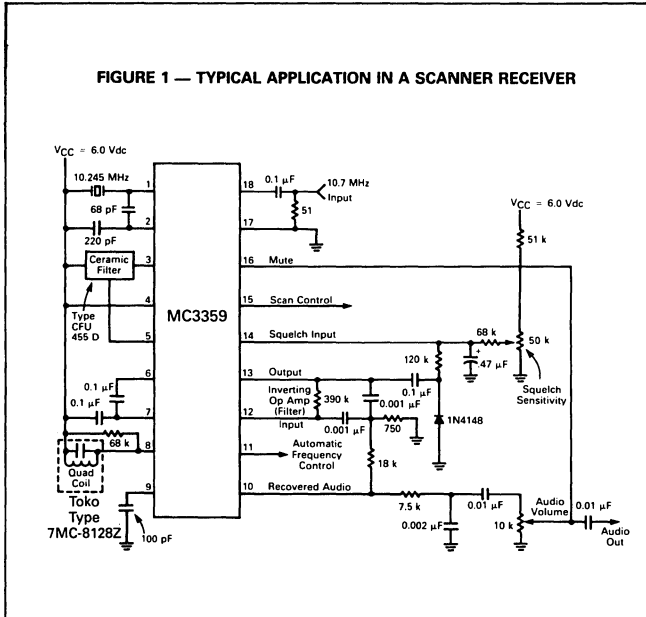 FIGURE 1 — TYPICAL APPLICATION IN A SCANNER RECEIVER
VCC = 6.0 Vdc
10.245 MHz
68 pF
220 pF
Ceramic
Filter
Type
CFU
455 D
0.1 μF
0.1 μF
68 k
Quad
Coil
Toko
Type
7MC-8128Z
100 pF
1
2
3
4
5
6
7
8
9
MC3359
18
17
16
15
14
13
12
11
10
0.1 μF
10.7 MHz
Input
51
Mute
Scan Control
Squelch Input
Output
Inverting
Op Amp
(Filter)
Input
Automatic
Frequency
Control
Recovered Audio
390 k
0.001 μF
0.001 μF
750
18 k
120 k
0.1 μF
1N4148
68 k
+
.47 μF
VCC = 6.0 Vdc
51 k
50 k
Squelch
Sensitivity
7.5 k
0.002 μF
0.01 μF
Audio
Volume
10 k
0.01 μF
Audio
Out